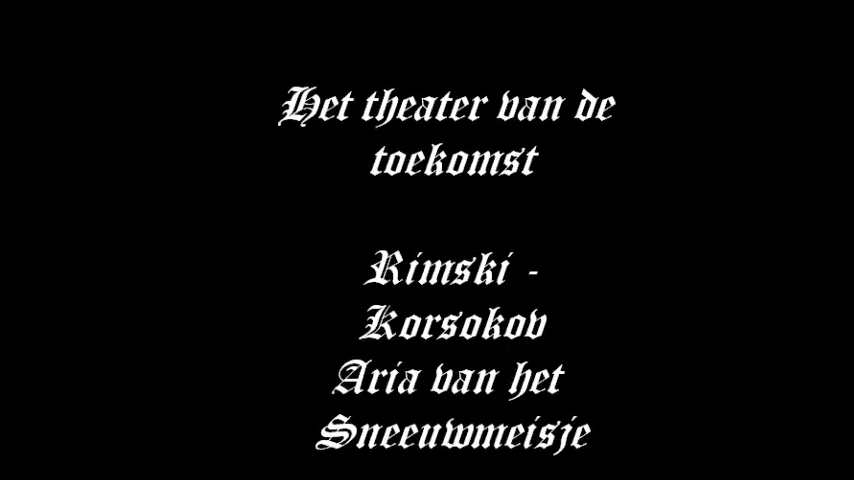 Het theater van de
toekomst
Rimski -
Korsokov
Aria van het
Sneeuwmeisje